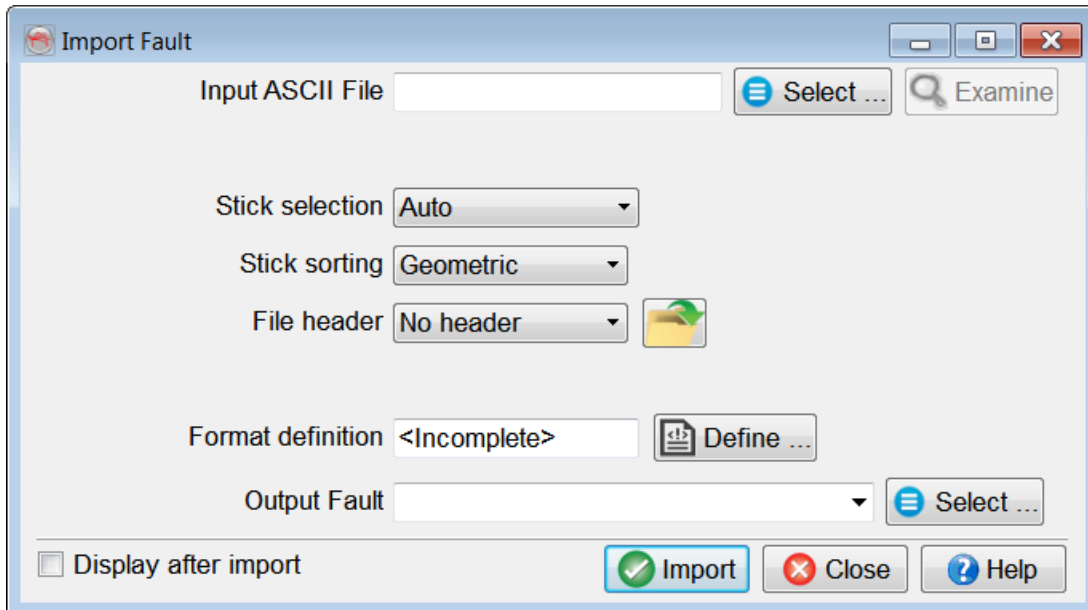 Import Fault
Input ASCII File Select ... Examine
Stick selection Auto
Stick sorting Geometric
File header No header
Format definition <Incomplete> Define ...
Output Fault Select ...
Display after import Import Close Help